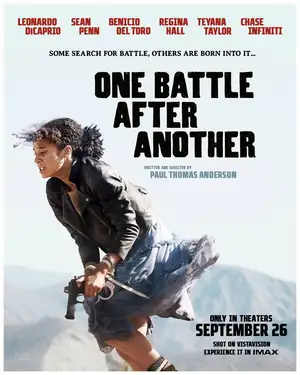 LEONARDO DiCAPRIO SEAN PENN BENICIO DEL TORO REGINA HALL TEYANA TAYLOR CHASE INFINITI
SOME SEARCH FOR BATTLE, OTHERS ARE BORN INTO IT...
ONE BATTLE
AFTER
ANOTHER
WRITTEN AND DIRECTED BY
PAUL THOMAS ANDERSON
ONLY IN THEATERS
SEPTEMBER 26
SHOT ON VISTAVISION
EXPERIENCE IT IN IMAX